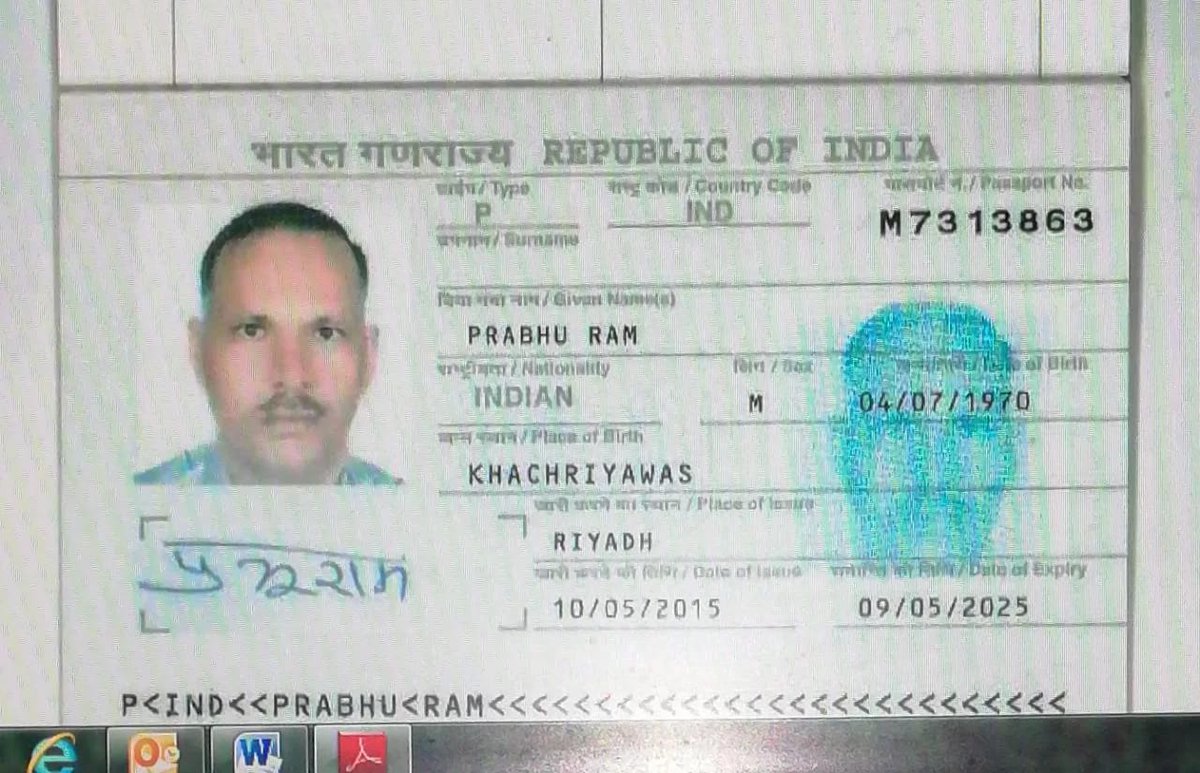 भारत गणराज्य REPUBLIC OF INDIA
टाईप / Type राष्ट्र कोड / Country Code पासपोर्ट नं. / Passport No.
P IND M7313863
उपनाम / Surname
दिया गया नाम / Given Name(s)
PRABHU RAM
राष्ट्रीयता / Nationality लिंग / Sex जन्मतिथि / Date of Birth
INDIAN M 04/07/1970
जन्म स्थान / Place of Birth
KHACHRIYAWAS
जारी करने का स्थान / Place of Issue
RIYADH
जारी करने की तिथि / Date of Issue समाप्ति की तिथि / Date of Expiry
10/05/2015 09/05/2025
P<IND<<PRABHU<RAM<<<<<<<<<<<<<<<<<<<<<<<<<<<